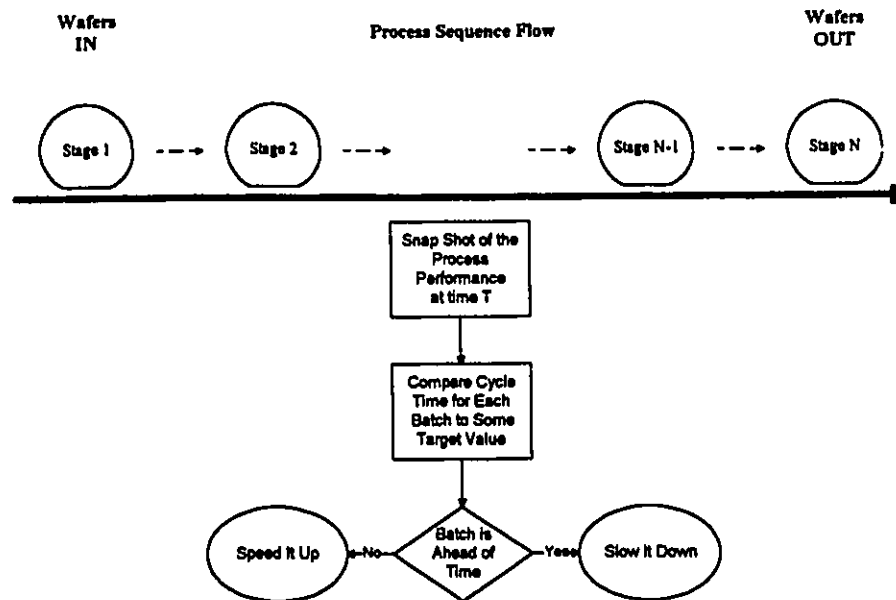 Wafers
IN
Process Sequence Flow
Wafers
OUT
Stage 1
Stage 2
Stage N-1
Stage N
Snap Shot of the
Process
Performance
at time T
Compare Cycle
Time for Each
Batch to Some
Target Value
Batch is
Ahead of
Time
No
Yes
Speed It Up
Slow It Down